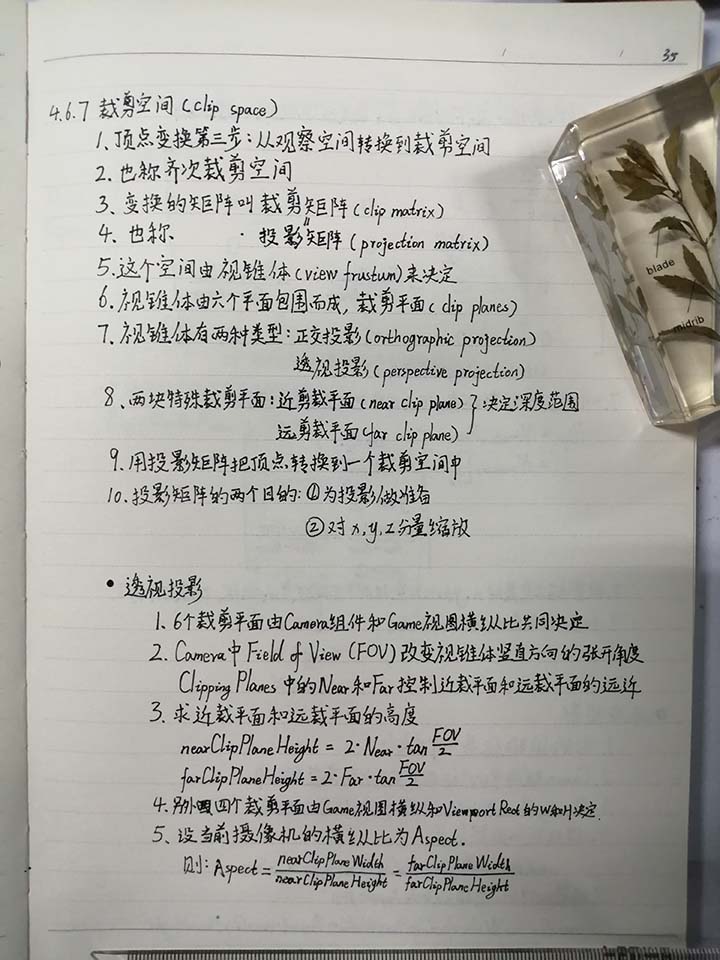 35
4.6.7 裁剪空间 (clip space)
1、顶点变换第三步：从观察空间转换到裁剪空间
2、也称齐次裁剪空间
3、变换的矩阵叫裁剪矩阵 (clip matrix)
4、也称 投影矩阵 (projection matrix)
5、这个空间由视锥体 (view frustum) 来决定
6、视锥体由六个平面包围而成，裁剪平面 (clip planes)
7、视锥体有两种类型：正交投影 (orthographic projection)
透视投影 (perspective projection)
8、两块特殊裁剪平面：近剪裁平面 (near clip plane) } 决定深度范围
远剪裁平面 (far clip plane)
9、用投影矩阵把顶点转换到一个裁剪空间中
10、投影矩阵的两个目的：① 为投影做准备
② 对 x, y, z 分量缩放
• 透视投影
1、6个裁剪平面由Camera组件和Game视图横纵比共同决定
2、Camera中 Field of View (FOV) 改变视锥体竖直方向的张开角度
Clipping Planes 中的Near和Far控制近裁平面和远裁平面的远近
3、求近裁平面和远裁平面的高度
nearClipPlaneHeight = 2·Near·tan FOV/2
farClipPlaneHeight = 2·Far·tan FOV/2
4、另外四个裁剪平面由Game视图横纵和Viewport Rect的W和H决定.
5、设当前摄像机的横纵比为Aspect.
则: Aspect = nearClipPlaneWidth/nearClipPlaneHeight = farClipPlaneWidth/farClipPlaneHeight
blade
midrib